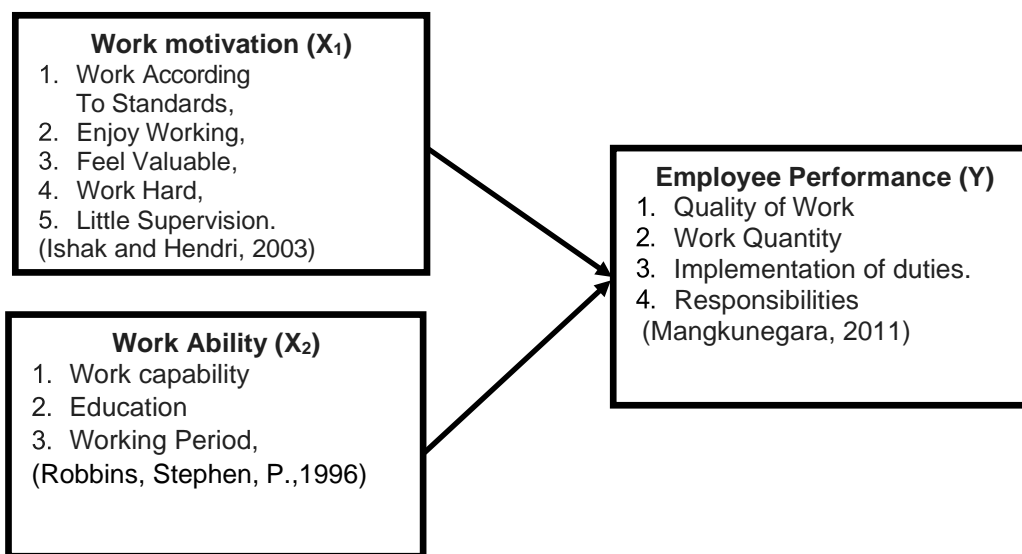 Work motivation (X₁)
1. Work According
To Standards,
2. Enjoy Working,
3. Feel Valuable,
4. Work Hard,
5. Little Supervision.
(Ishak and Hendri, 2003)
Work Ability (X₂)
1. Work capability
2. Education
3. Working Period,
(Robbins, Stephen, P.,1996)
Employee Performance (Y)
1. Quality of Work
2. Work Quantity
3. Implementation of duties.
4. Responsibilities
(Mangkunegara, 2011)